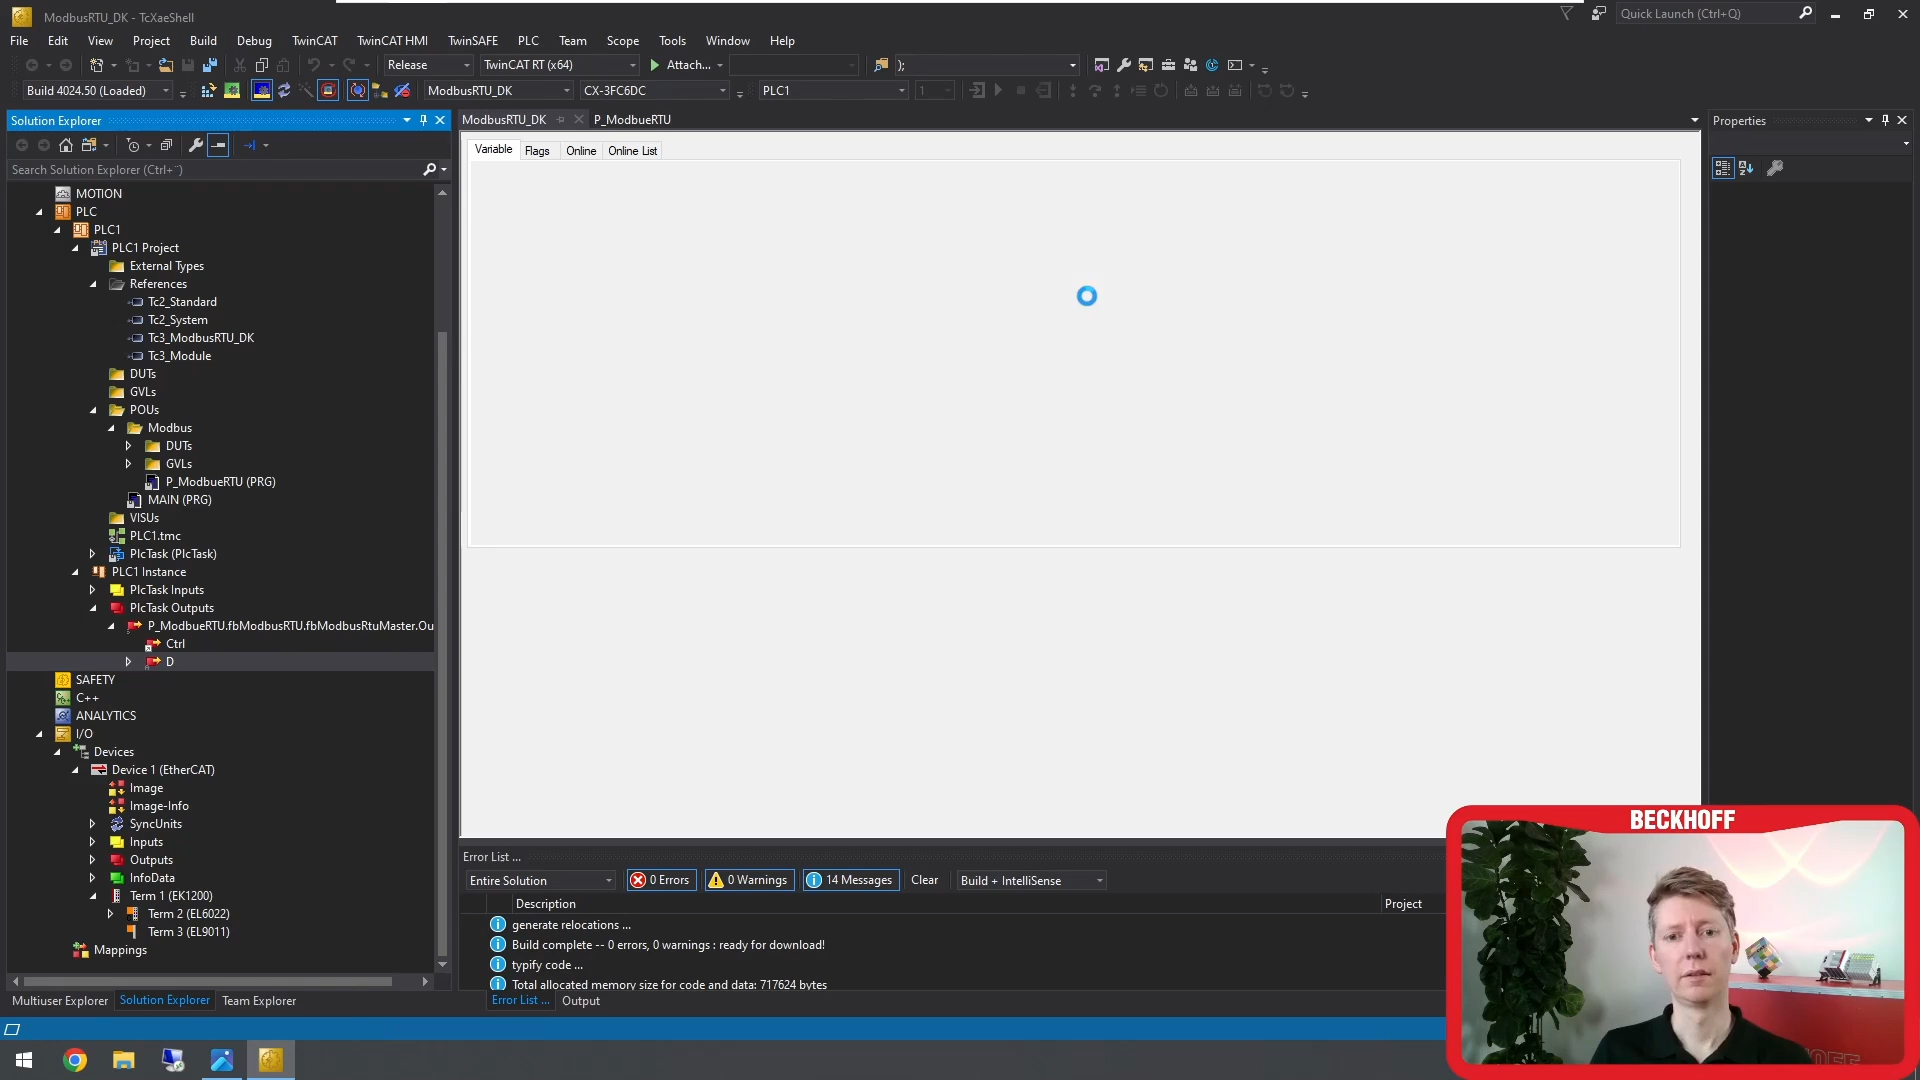 ModbusRTU_DK - TcXaeShell
Quick Launch (Ctrl+Q)
File Edit View Project Build Debug TwinCAT TwinCAT HMI TwinSAFE PLC Team Scope Tools Window Help
Release TwinCAT RT (x64) Attach... );
Build 4024.50 (Loaded) ModbusRTU_DK CX-3FC6DC PLC1 1
Solution Explorer
ModbusRTU_DK P_ModbueRTU
Properties
Variable Flags Online Online List
Search Solution Explorer (Ctrl+¨)
MOTION
PLC
PLC1
PLC1 Project
External Types
References
Tc2_Standard
Tc2_System
Tc3_ModbusRTU_DK
Tc3_Module
DUTs
GVLs
POUs
Modbus
DUTs
GVLs
P_ModbueRTU (PRG)
MAIN (PRG)
VISUs
PLC1.tmc
PlcTask (PlcTask)
PLC1 Instance
PlcTask Inputs
PlcTask Outputs
P_ModbueRTU.fbModbusRTU.fbModbusRtuMaster.Ou
Ctrl
D
SAFETY
C++
ANALYTICS
I/O
Devices
Device 1 (EtherCAT)
Image
Image-Info
SyncUnits
Inputs
Outputs
InfoData
Term 1 (EK1200)
Term 2 (EL6022)
Term 3 (EL9011)
Mappings
Multiuser Explorer Solution Explorer Team Explorer
Error List ...
Entire Solution 0 Errors 0 Warnings 14 Messages Clear Build + IntelliSense
Description Project
generate relocations ...
Build complete -- 0 errors, 0 warnings : ready for download!
typify code ...
Total allocated memory size for code and data: 717624 bytes
Error List ... Output
BECKHOFF